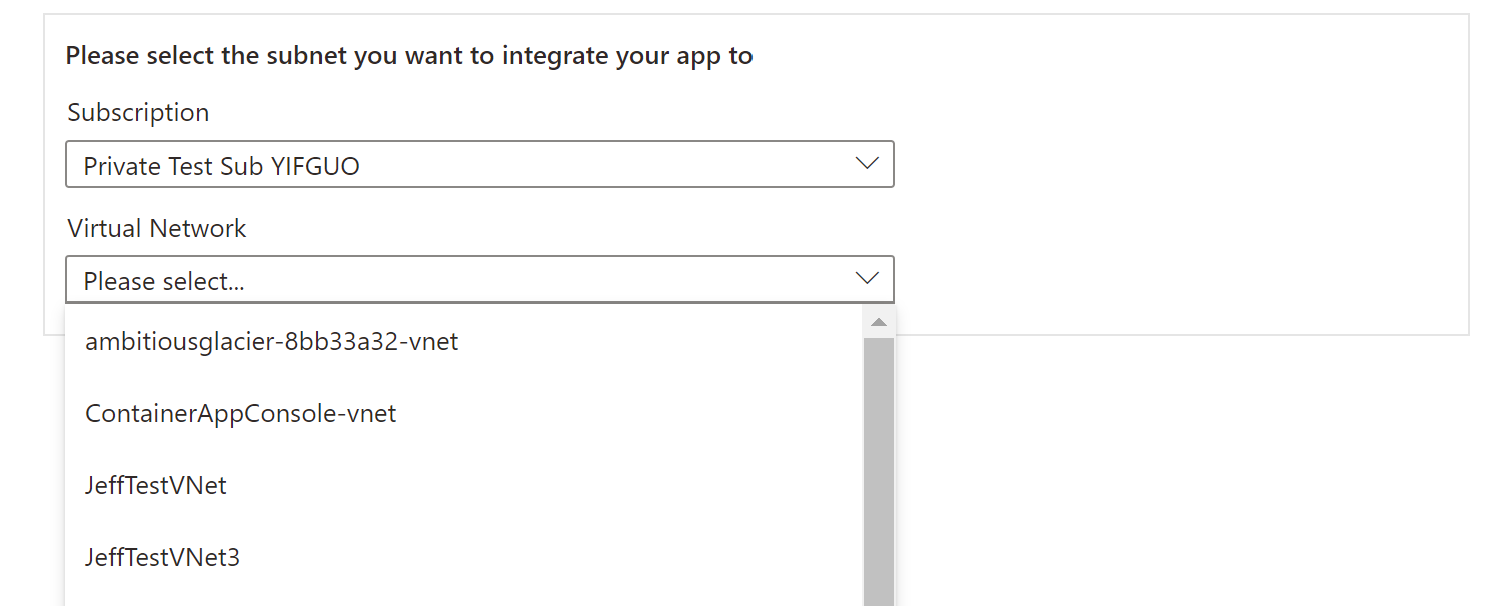 Please select the subnet you want to integrate your app to
Subscription
Private Test Sub YIFGUO
Virtual Network
Please select...
ambitiousglacier-8bb33a32-vnet
ContainerAppConsole-vnet
JeffTestVNet
JeffTestVNet3